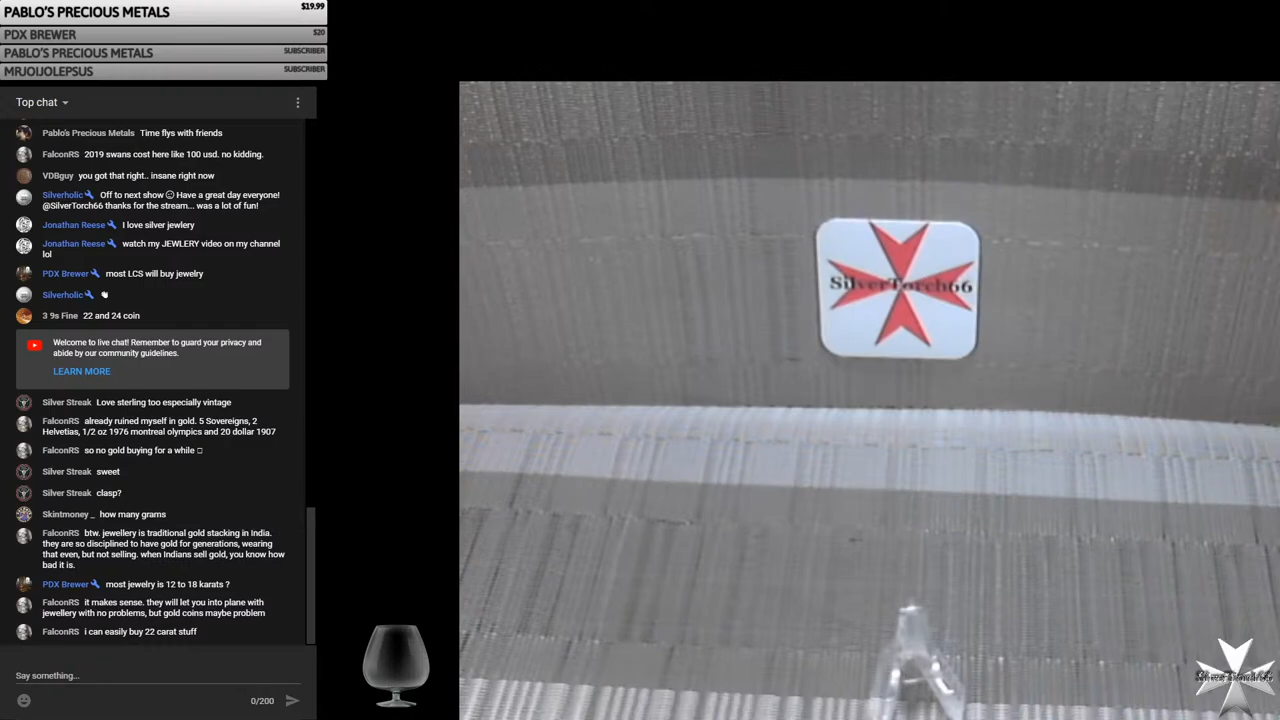 PABLO'S PRECIOUS METALS $19.99
PDX BREWER $20
PABLO'S PRECIOUS METALS SUBSCRIBER
MRJOIJOLEPSUS SUBSCRIBER
Top chat
Pablo's Precious Metals Time flys with friends
FalconRS 2019 swans cost here like 100 usd. no kidding.
VDBguy you got that right.. insane right now
Silverholic Off to next show Have a great day everyone!
@SilverTorch66 thanks for the stream... was a lot of fun!
Jonathan Reese I love silver jewlery
Jonathan Reese watch my JEWLERY video on my channel
lol
PDX Brewer most LCS will buy jewelry
Silverholic
3 9s Fine 22 and 24 coin
Welcome to live chat! Remember to guard your privacy and
abide by our community guidelines.
LEARN MORE
Silver Streak Love sterling too especially vintage
FalconRS already ruined myself in gold. 5 Sovereigns, 2
Helvetias, 1/2 oz 1976 montreal olympics and 20 dollar 1907
FalconRS so no gold buying for a while □
Silver Streak sweet
Silver Streak clasp?
Skintmoney _ how many grams
FalconRS btw. jewellery is traditional gold stacking in India.
they are so disciplined to have gold for generations, wearing
that even, but not selling. when Indians sell gold, you know how
bad it is.
PDX Brewer most jewelry is 12 to 18 karats ?
FalconRS it makes sense. they will let you into plane with
jewellery with no problems, but gold coins maybe problem
FalconRS i can easily buy 22 carat stuff
Say something...
0/200
SilverTorch66
SilverTorch66